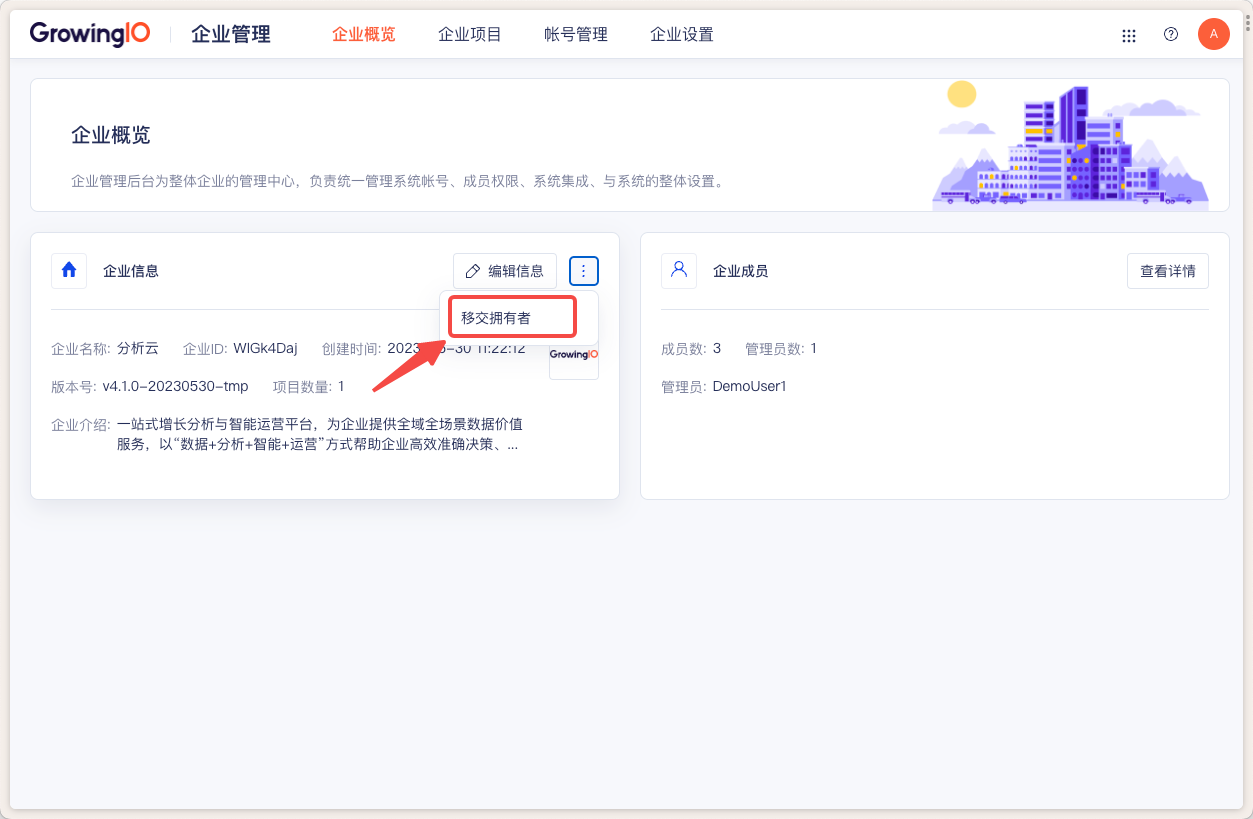 GrowingIO 企业管理 企业概览 企业项目 帐号管理 企业设置 A
企业概览
企业管理后台为整体企业的管理中心，负责统一管理系统帐号、成员权限、系统集成、与系统的整体设置。
企业信息 编辑信息
移交拥有者
企业名称: 分析云 企业ID: WlGk4Daj 创建时间: 2023 -30 11:22:12
GrowingIO
版本号: v4.1.0-20230530-tmp 项目数量: 1
企业介绍: 一站式增长分析与智能运营平台，为企业提供全域全场景数据价值
服务，以“数据+分析+智能+运营”方式帮助企业高效准确决策、...
企业成员 查看详情
成员数: 3 管理员数: 1
管理员: DemoUser1